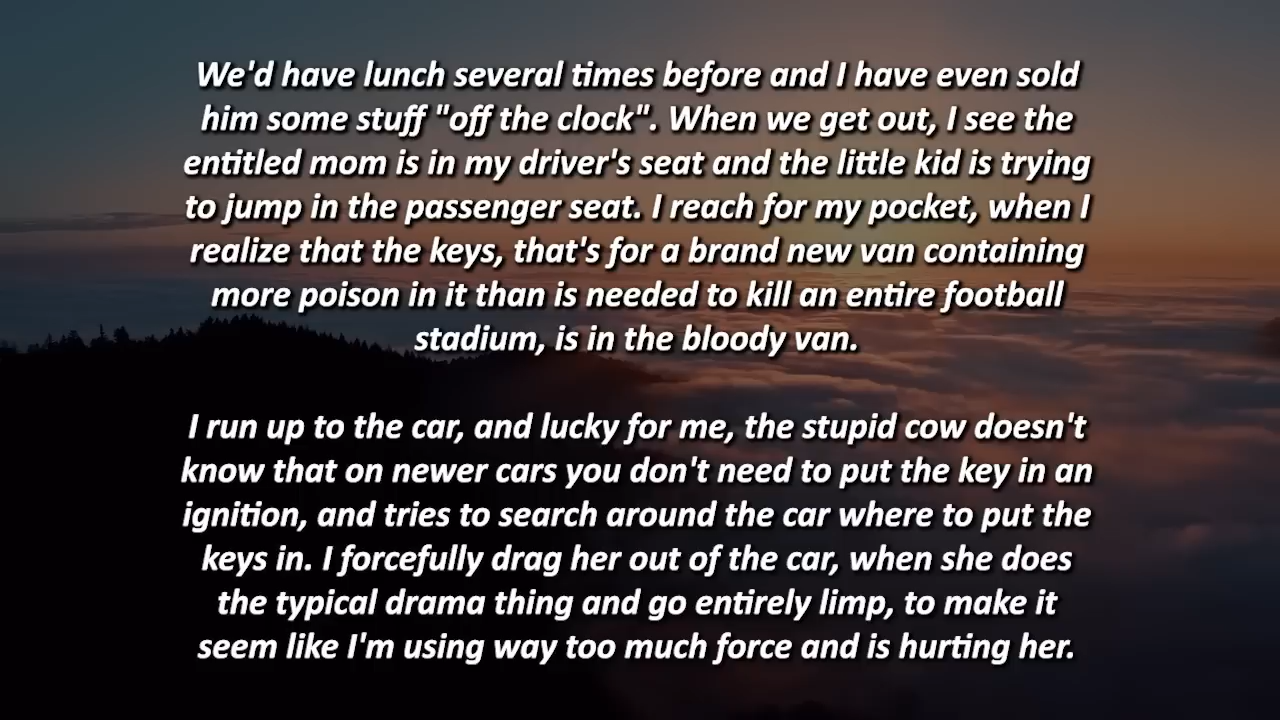 We'd have lunch several times before and I have even sold
him some stuff "off the clock". When we get out, I see the
entitled mom is in my driver's seat and the little kid is trying
to jump in the passenger seat. I reach for my pocket, when I
realize that the keys, that's for a brand new van containing
more poison in it than is needed to kill an entire football
stadium, is in the bloody van.
I run up to the car, and lucky for me, the stupid cow doesn't
know that on newer cars you don't need to put the key in an
ignition, and tries to search around the car where to put the
keys in. I forcefully drag her out of the car, when she does
the typical drama thing and go entirely limp, to make it
seem like I'm using way too much force and is hurting her.